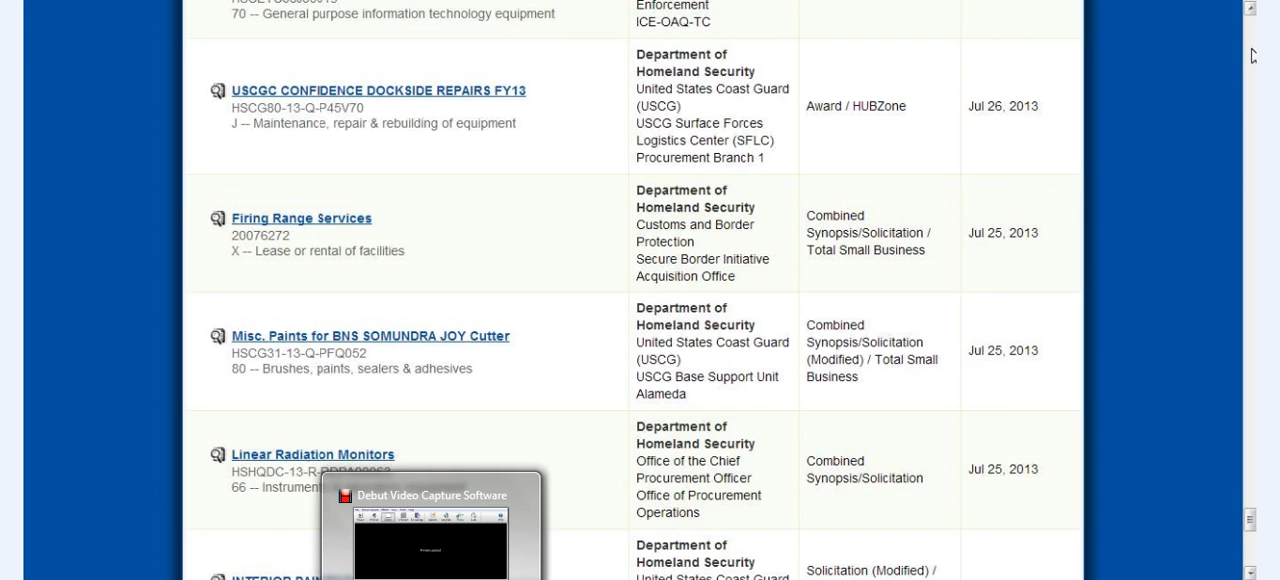 70 -- General purpose information technology equipment
Enforcement
ICE-OAQ-TC
USCGC CONFIDENCE DOCKSIDE REPAIRS FY13
HSCG80-13-Q-P45V70
J -- Maintenance, repair & rebuilding of equipment
Department of
Homeland Security
United States Coast Guard
(USCG)
USCG Surface Forces
Logistics Center (SFLC)
Procurement Branch 1
Award / HUBZone
Jul 26, 2013
Firing Range Services
20076272
X -- Lease or rental of facilities
Department of
Homeland Security
Customs and Border
Protection
Secure Border Initiative
Acquisition Office
Combined
Synopsis/Solicitation /
Total Small Business
Jul 25, 2013
Misc. Paints for BNS SOMUNDRA JOY Cutter
HSCG31-13-Q-PFQ052
80 -- Brushes, paints, sealers & adhesives
Department of
Homeland Security
United States Coast Guard
(USCG)
USCG Base Support Unit
Alameda
Combined
Synopsis/Solicitation
(Modified) / Total Small
Business
Jul 25, 2013
Linear Radiation Monitors
66 -- Instruments
Department of
Homeland Security
Office of the Chief
Procurement Officer
Office of Procurement
Operations
Combined
Synopsis/Solicitation
Jul 25, 2013
Debut Video Capture Software
INTERIOR
Department of
Homeland Security
United States Coast Guard
Solicitation (Modified) /